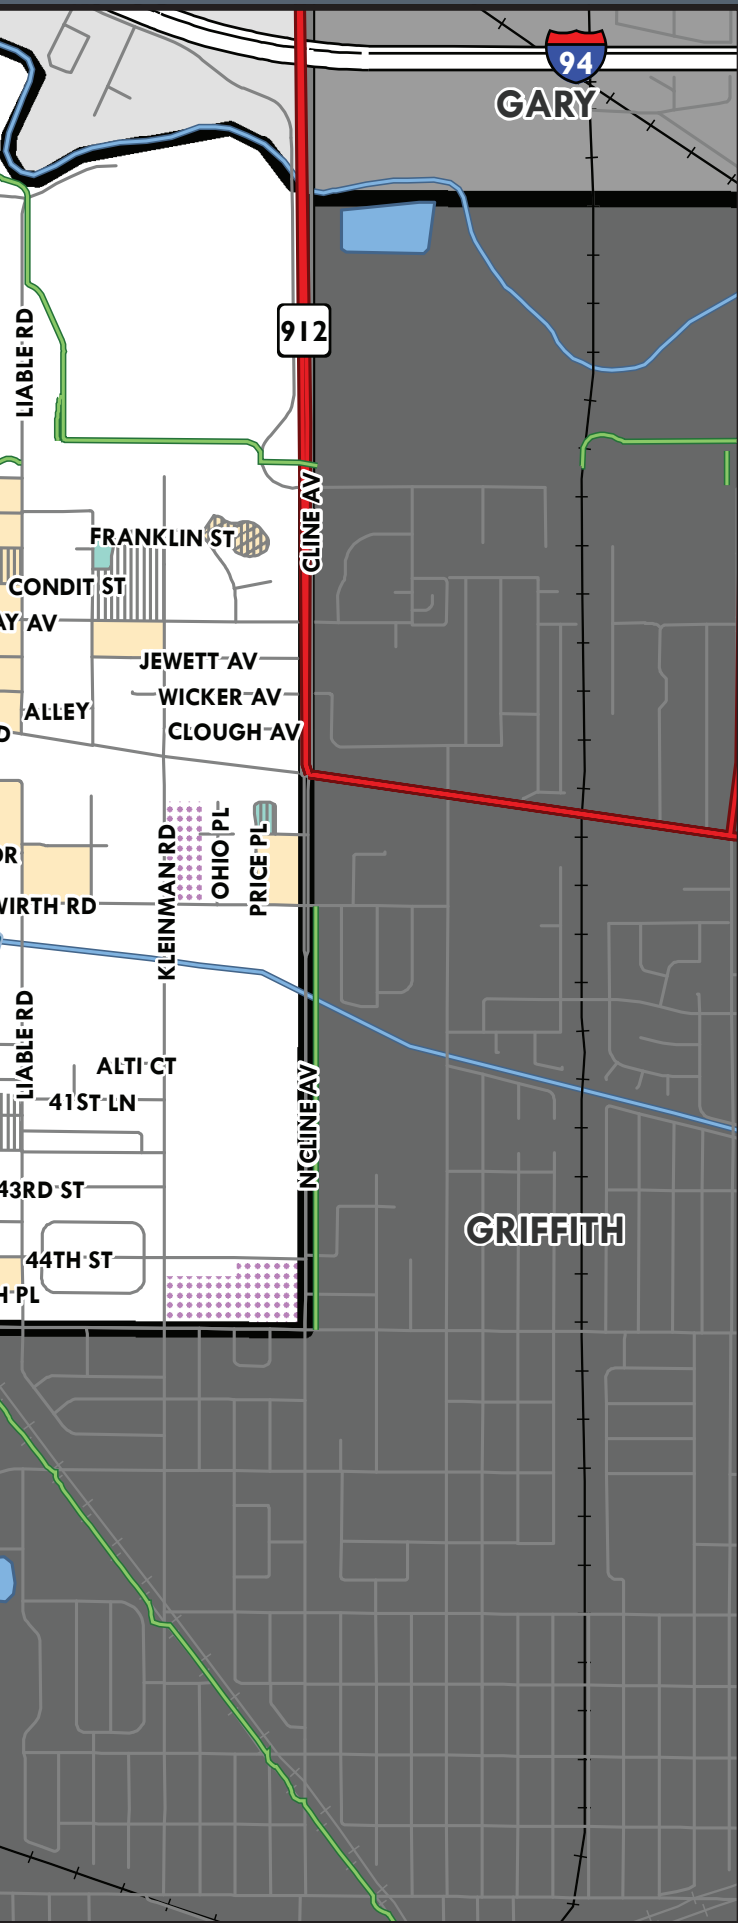 94
GARY
912
LIABLE RD
CLINE AV
FRANKLIN ST
CONDIT ST
AY AV
JEWETT AV
WICKER AV
ALLEY
CLOUGH AV
D
OHIO PL
PRICE PL
KLEINMAN RD
OR
WIRTH RD
LIABLE RD
ALTI CT
41ST LN
N CLINE AV
43RD ST
GRIFFITH
44TH ST
H PL